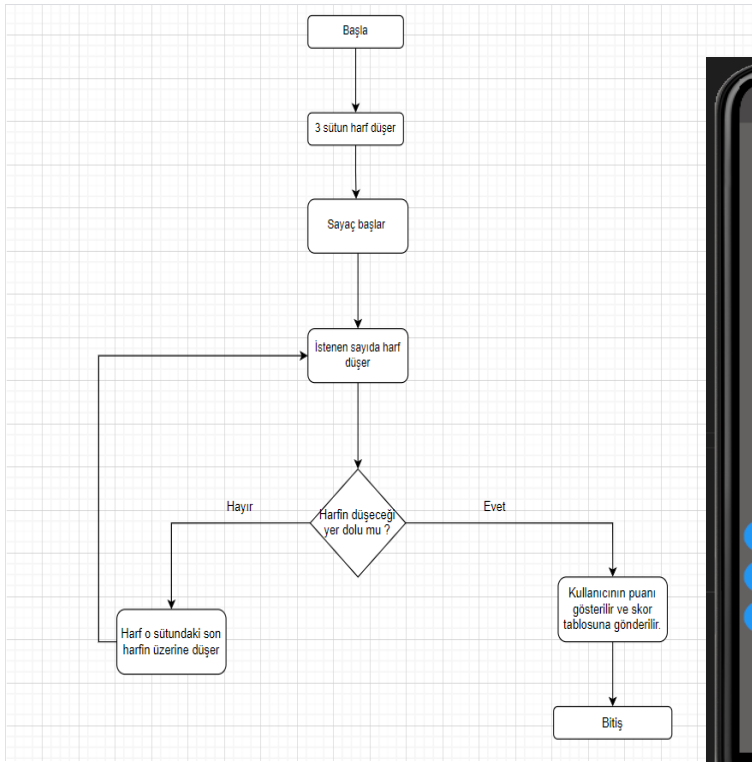 Başla
3 sütun harf düşer
Sayaç başlar
İstenen sayıda harf
düşer
Harfin düşeceği
yer dolu mu ?
Hayır
Evet
Harf o sütundaki son
harfin üzerine düşer
Kullanıcının puanı
gösterilir ve skor
tablosuna gönderilir.
Bitiş